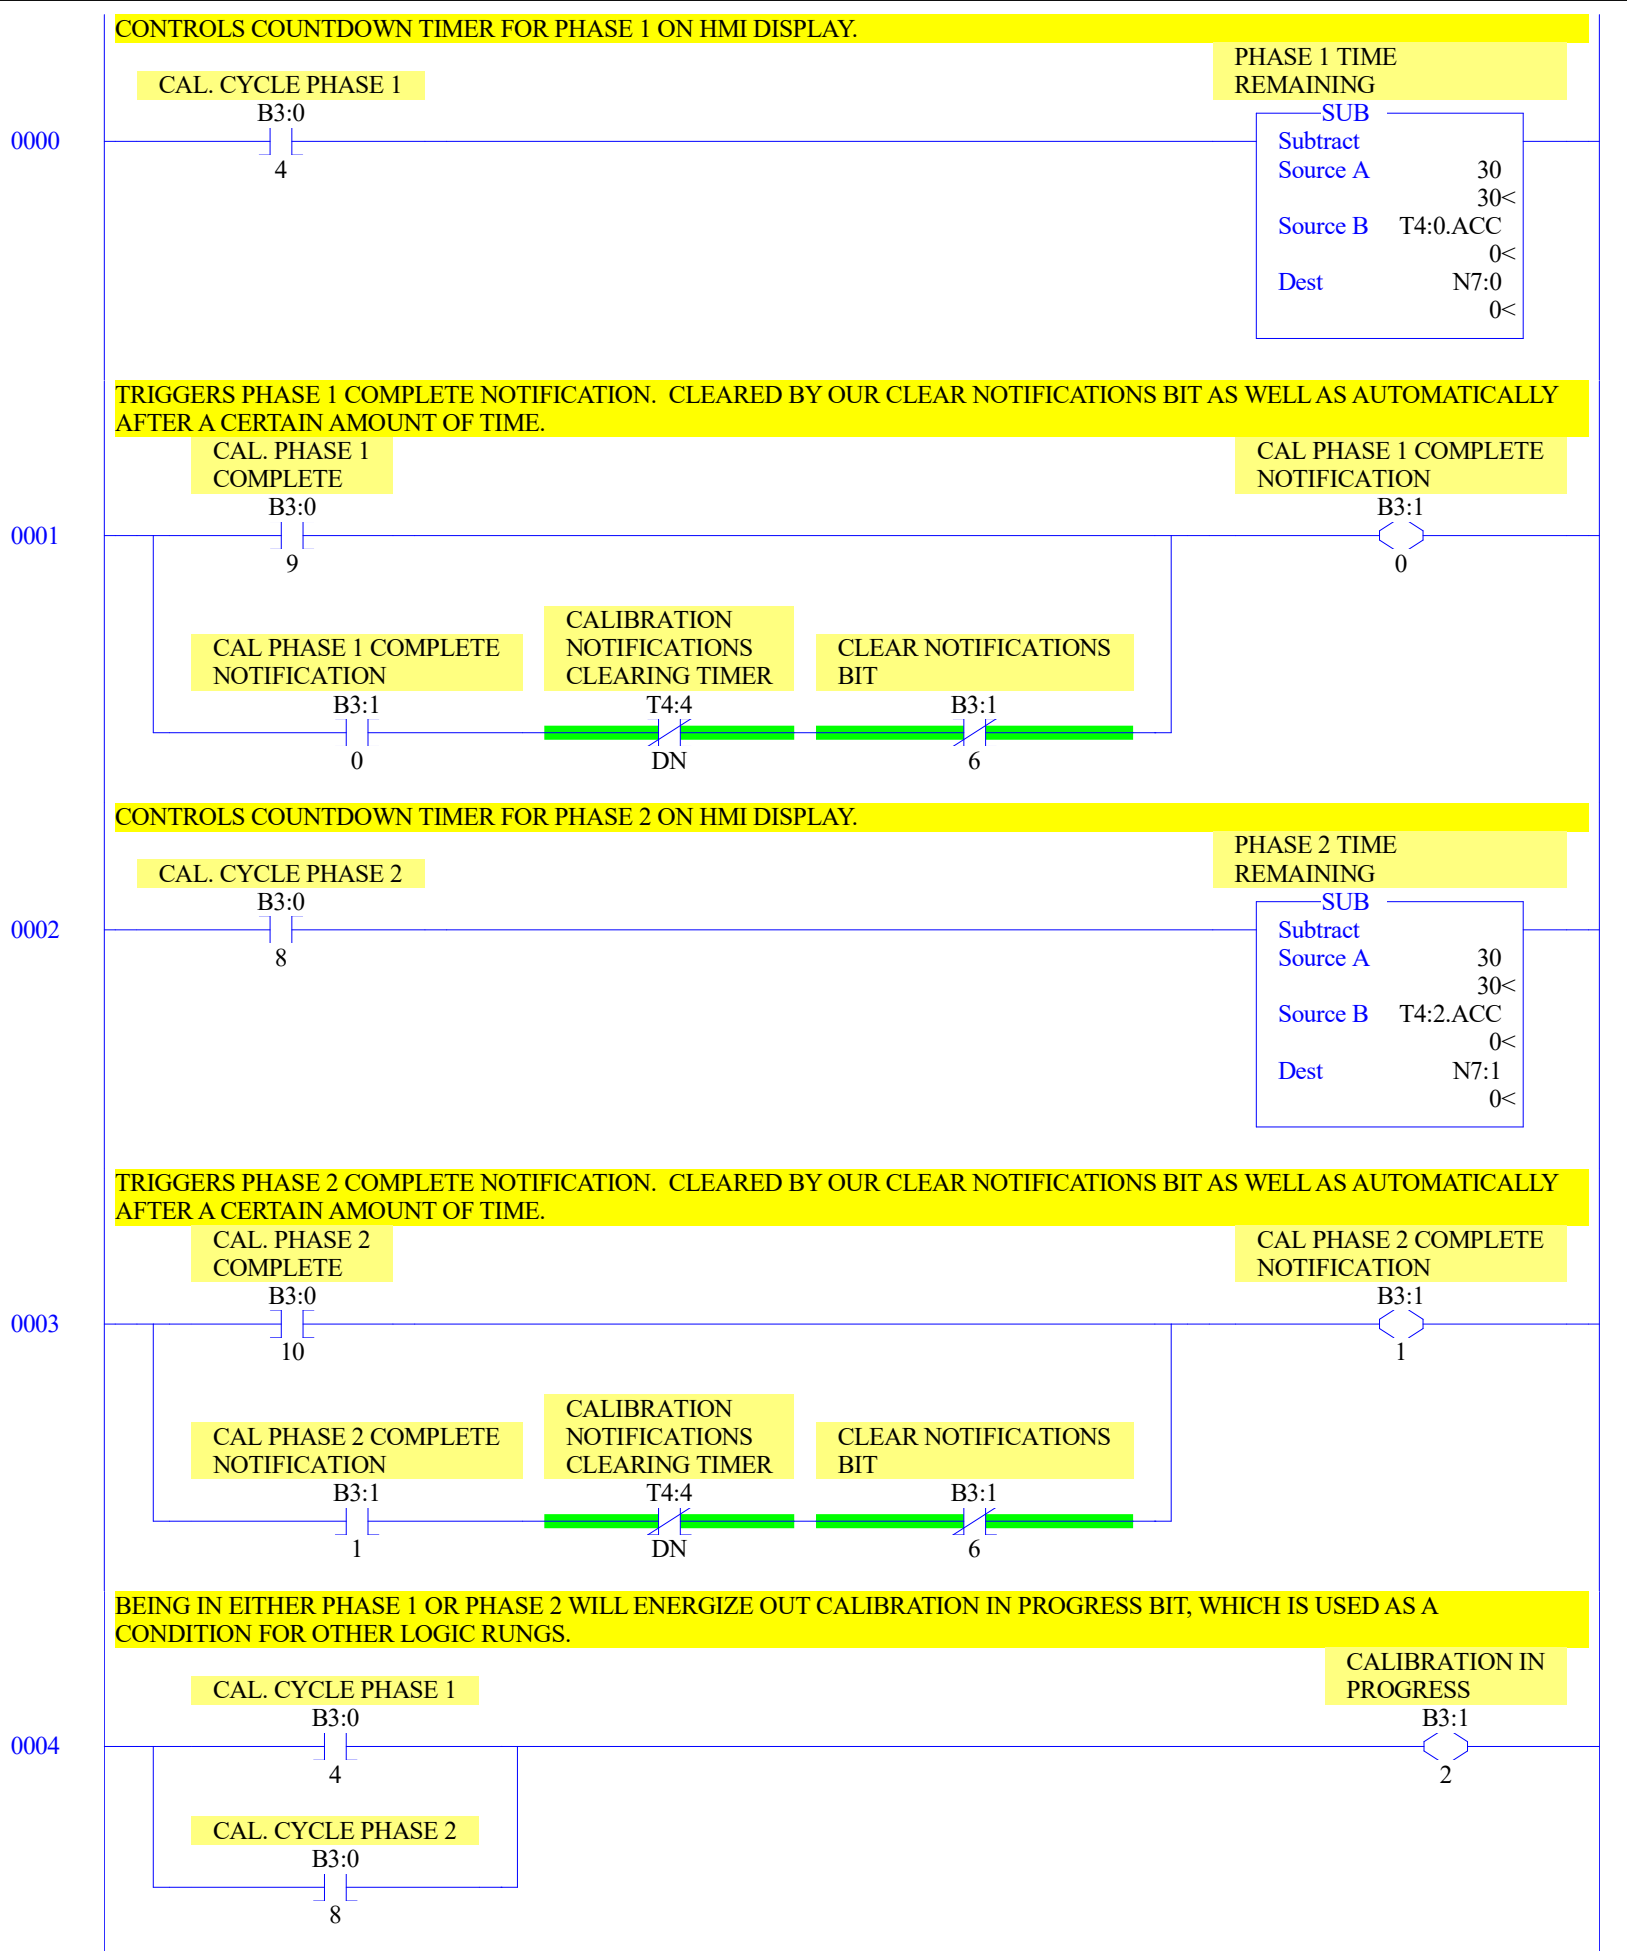 CONTROLS COUNTDOWN TIMER FOR PHASE 1 ON HMI DISPLAY.
PHASE 1 TIME
REMAINING
CAL. CYCLE PHASE 1
B3:0
SUB
0000
Subtract
4
Source A 30
30<
Source B T4:0.ACC
0<
Dest N7:0
0<
TRIGGERS PHASE 1 COMPLETE NOTIFICATION. CLEARED BY OUR CLEAR NOTIFICATIONS BIT AS WELL AS AUTOMATICALLY
AFTER A CERTAIN AMOUNT OF TIME.
CAL. PHASE 1
COMPLETE
B3:0
CAL PHASE 1 COMPLETE
NOTIFICATION
B3:1
0001
9
0
CAL PHASE 1 COMPLETE
NOTIFICATION
B3:1
0
CALIBRATION
NOTIFICATIONS
CLEARING TIMER
T4:4
DN
CLEAR NOTIFICATIONS
BIT
B3:1
6
CONTROLS COUNTDOWN TIMER FOR PHASE 2 ON HMI DISPLAY.
PHASE 2 TIME
REMAINING
CAL. CYCLE PHASE 2
B3:0
SUB
0002
Subtract
8
Source A 30
30<
Source B T4:2.ACC
0<
Dest N7:1
0<
TRIGGERS PHASE 2 COMPLETE NOTIFICATION. CLEARED BY OUR CLEAR NOTIFICATIONS BIT AS WELL AS AUTOMATICALLY
AFTER A CERTAIN AMOUNT OF TIME.
CAL. PHASE 2
COMPLETE
B3:0
CAL PHASE 2 COMPLETE
NOTIFICATION
B3:1
0003
10
1
CAL PHASE 2 COMPLETE
NOTIFICATION
B3:1
1
CALIBRATION
NOTIFICATIONS
CLEARING TIMER
T4:4
DN
CLEAR NOTIFICATIONS
BIT
B3:1
6
BEING IN EITHER PHASE 1 OR PHASE 2 WILL ENERGIZE OUT CALIBRATION IN PROGRESS BIT, WHICH IS USED AS A
CONDITION FOR OTHER LOGIC RUNGS.
CALIBRATION IN
PROGRESS
B3:1
CAL. CYCLE PHASE 1
B3:0
0004
4
2
CAL. CYCLE PHASE 2
B3:0
8